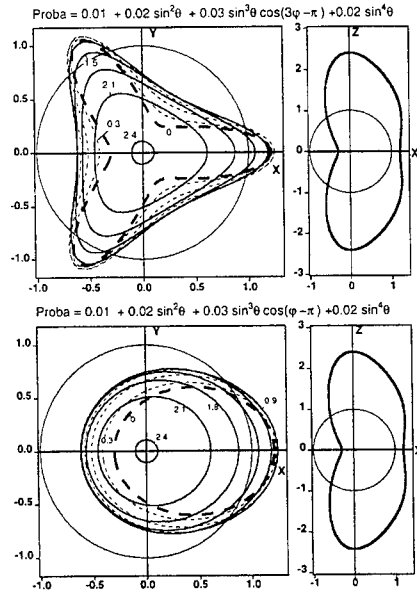 Proba = 0.01 + 0.02 sin²θ + 0.03 sin³θ cos(3φ−π) +0.02 sin⁴θ
Y
1.0
0.5
0.0
-0.5
-1.0
1.5
2.1
0.3
2.4
0
X
-1.0 -0.5 0.0 0.5 1.0
Z
3
2
1
0
-1
-2
-3
X
-1 0 1
Proba = 0.01 + 0.02 sin²θ + 0.03 sin³θ cos(φ−π) +0.02 sin⁴θ
Y
1.0
0.5
0.0
-0.5
-1.0
0.9
1.8
2.1
0
0.3
2.4
X
-1.0 -0.5 0.0 0.5 1.0
Z
3
2
1
0
-1
-2
-3
X
-1 0 1